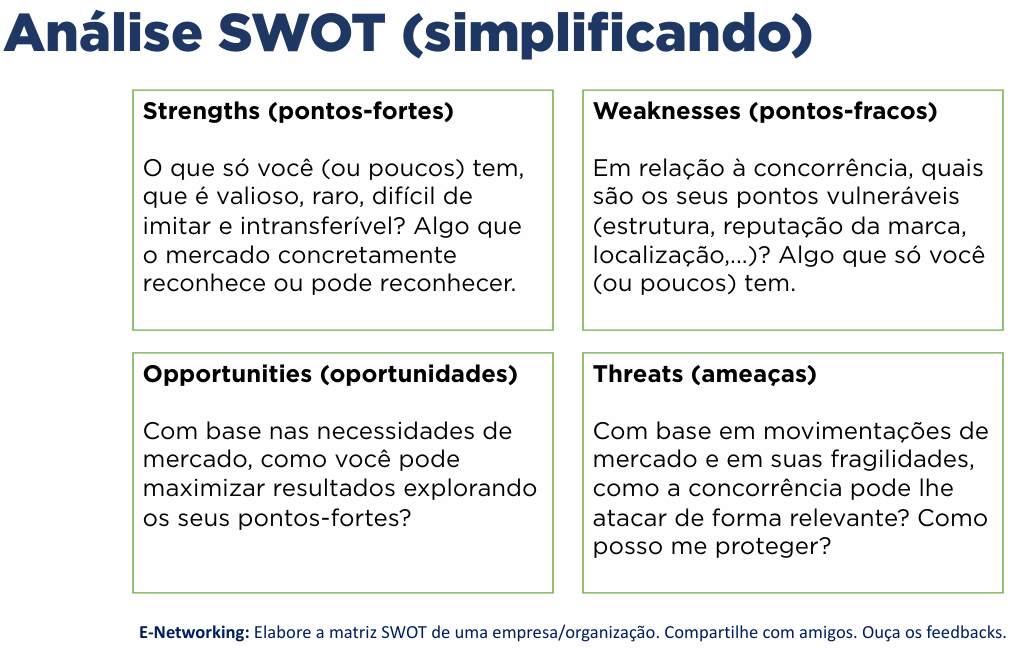 Análise SWOT (simplificando)
Strengths (pontos-fortes)
O que só você (ou poucos) tem,
que é valioso, raro, difícil de
imitar e intransferível? Algo que
o mercado concretamente
reconhece ou pode reconhecer.
Weaknesses (pontos-fracos)
Em relação à concorrência, quais
são os seus pontos vulneráveis
(estrutura, reputação da marca,
localização,...)? Algo que só você
(ou poucos) tem.
Opportunities (oportunidades)
Com base nas necessidades de
mercado, como você pode
maximizar resultados explorando
os seus pontos-fortes?
Threats (ameaças)
Com base em movimentações de
mercado e em suas fragilidades,
como a concorrência pode lhe
atacar de forma relevante? Como
posso me proteger?
E-Networking: Elabore a matriz SWOT de uma empresa/organização. Compartilhe com amigos. Ouça os feedbacks.